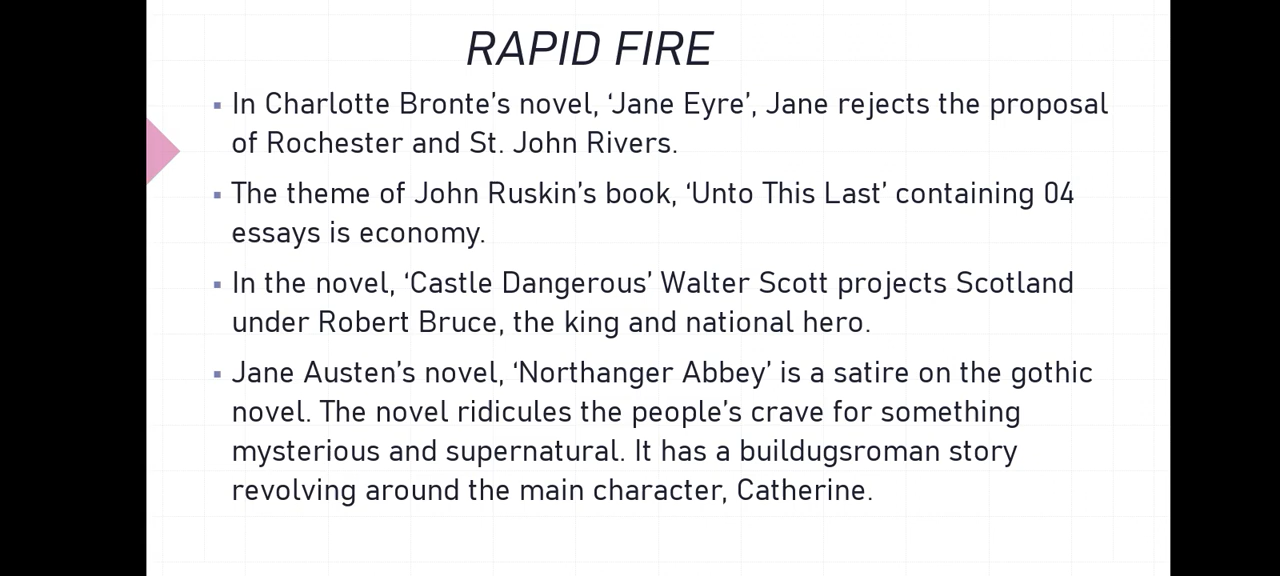 RAPID FIRE
▪ In Charlotte Bronte’s novel, ‘Jane Eyre’, Jane rejects the proposal
of Rochester and St. John Rivers.
▪ The theme of John Ruskin’s book, ‘Unto This Last’ containing 04
essays is economy.
▪ In the novel, ‘Castle Dangerous’ Walter Scott projects Scotland
under Robert Bruce, the king and national hero.
▪ Jane Austen’s novel, ‘Northanger Abbey’ is a satire on the gothic
novel. The novel ridicules the people’s crave for something
mysterious and supernatural. It has a buildugsroman story
revolving around the main character, Catherine.